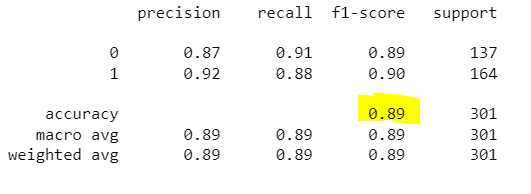 precision recall f1-score support
0 0.87 0.91 0.89 137
1 0.92 0.88 0.90 164
accuracy 0.89 301
macro avg 0.89 0.89 0.89 301
weighted avg 0.89 0.89 0.89 301